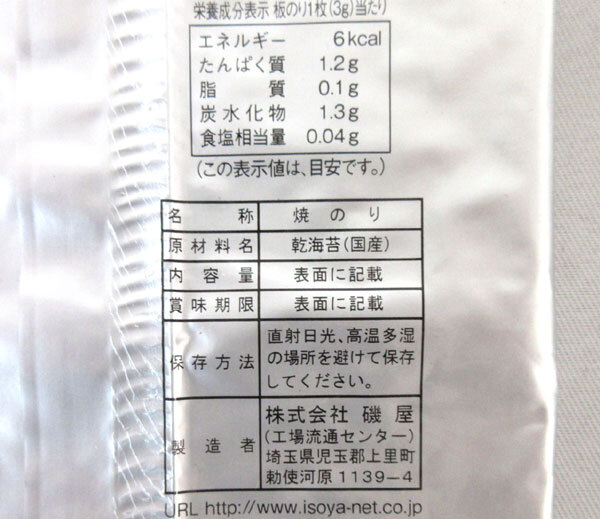 栄養成分表示 板のり1枚(3g)当たり
エネルギー 6kcal
たんぱく質 1.2g
脂質 0.1g
炭水化物 1.3g
食塩相当量 0.04g
(この表示値は、目安です。)
名称 焼のり
原材料名 乾海苔(国産)
内容量 表面に記載
賞味期限 表面に記載
保存方法 直射日光、高温多湿
の場所を避けて保存
してください。
製造者 株式会社 磯屋
(工場流通センター)
埼玉県児玉郡上里町
勅使河原1139-4
URL http://www.isoya-net.co.jp